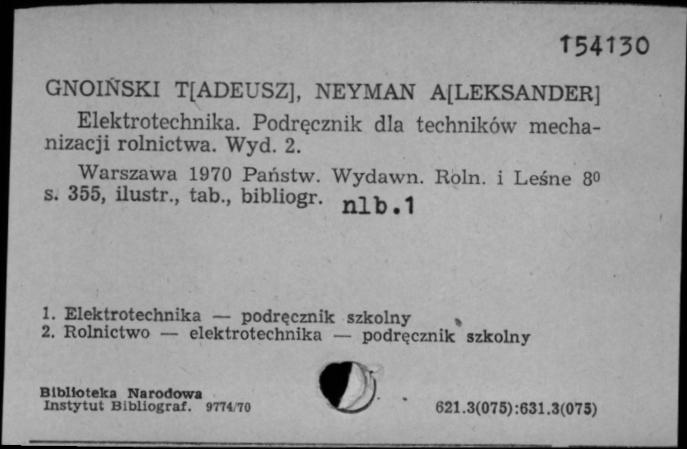 154130
GNOIŃSKI T[ADEUSZ], NEYMAN A[LEKSANDER]
Elektrotechnika. Podręcznik dla techników mecha-
nizacji rolnictwa. Wyd. 2.
Warszawa 1970 Państw. Wydawn. Roln. i Leśne 8⁰
s. 355, ilustr., tab., bibliogr. nlb.1
1. Elektrotechnika — podręcznik szkolny
2. Rolnictwo — elektrotechnika — podręcznik szkolny
Biblioteka Narodowa
Instytut Bibliograf. 9774/70
621.3(075):631.3(075)